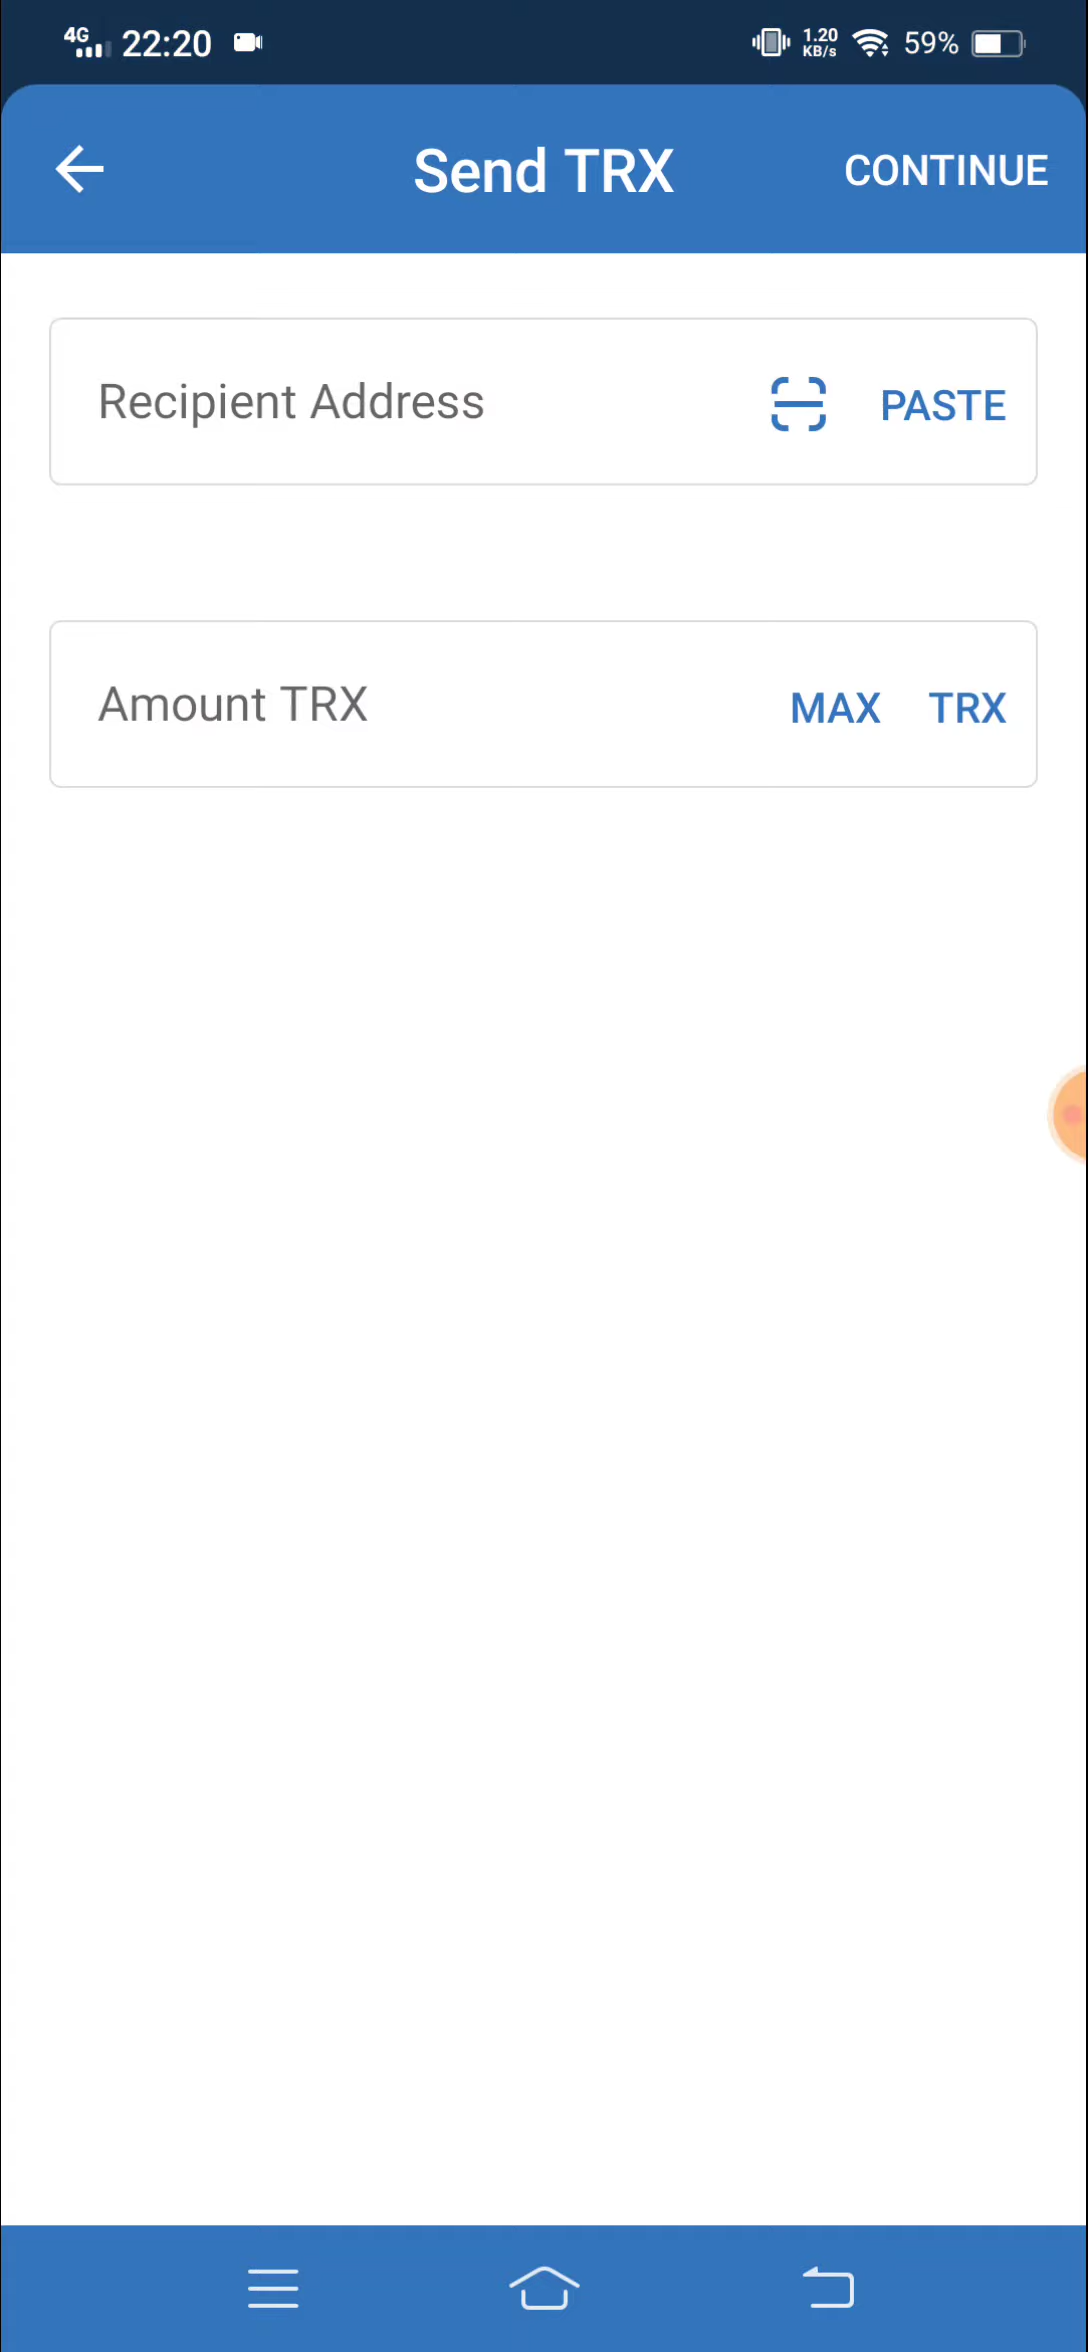 4G 22:20 1.20 KB/s 59%
Send TRX CONTINUE
Recipient Address PASTE
Amount TRX MAX TRX